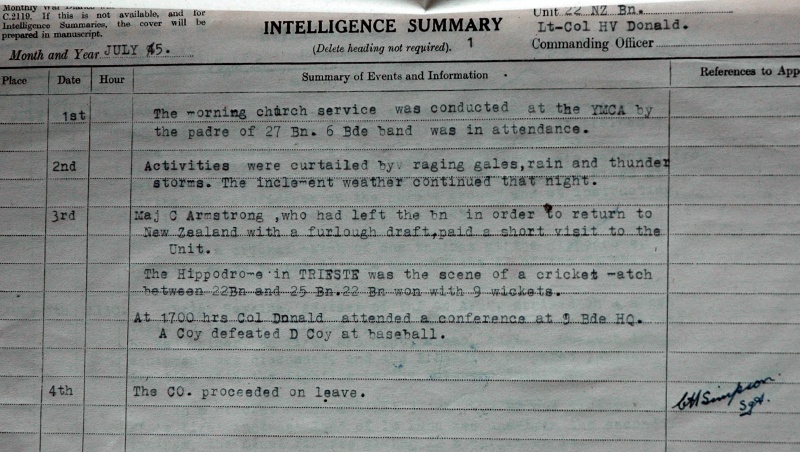 Monthly War
C.2119. If this is not available, and for
Intelligence Summaries, the cover will be
prepared in manuscript.
Month and Year JULY 45.
INTELLIGENCE SUMMARY
(Delete heading not required). 1
Unit 22 NZ Bn.
Lt-Col HV Donald.
Commanding Officer
Place Date Hour Summary of Events and Information References to App
1st The morning church service was conducted at the YMCA by
the padre of 27 Bn. 6 Bde band was in attendance.
2nd Activities were curtailed by raging gales,rain and thunder
storms. The inclement weather continued that night.
3rd Maj C Armstrong ,who had left the bn in order to return to
New Zealand with a furlough draft,paid a short visit to the
Unit.
The Hippodrome in TRIESTE was the scene of a cricket match
between 22Bn and 25 Bn.22 Bn won with 9 wickets.
At 1700 hrs Col Donald attended a conference at Bde HQ.
A Coy defeated D Coy at baseball.
4th The CO. proceeded on leave.
Simpson
Sgt.